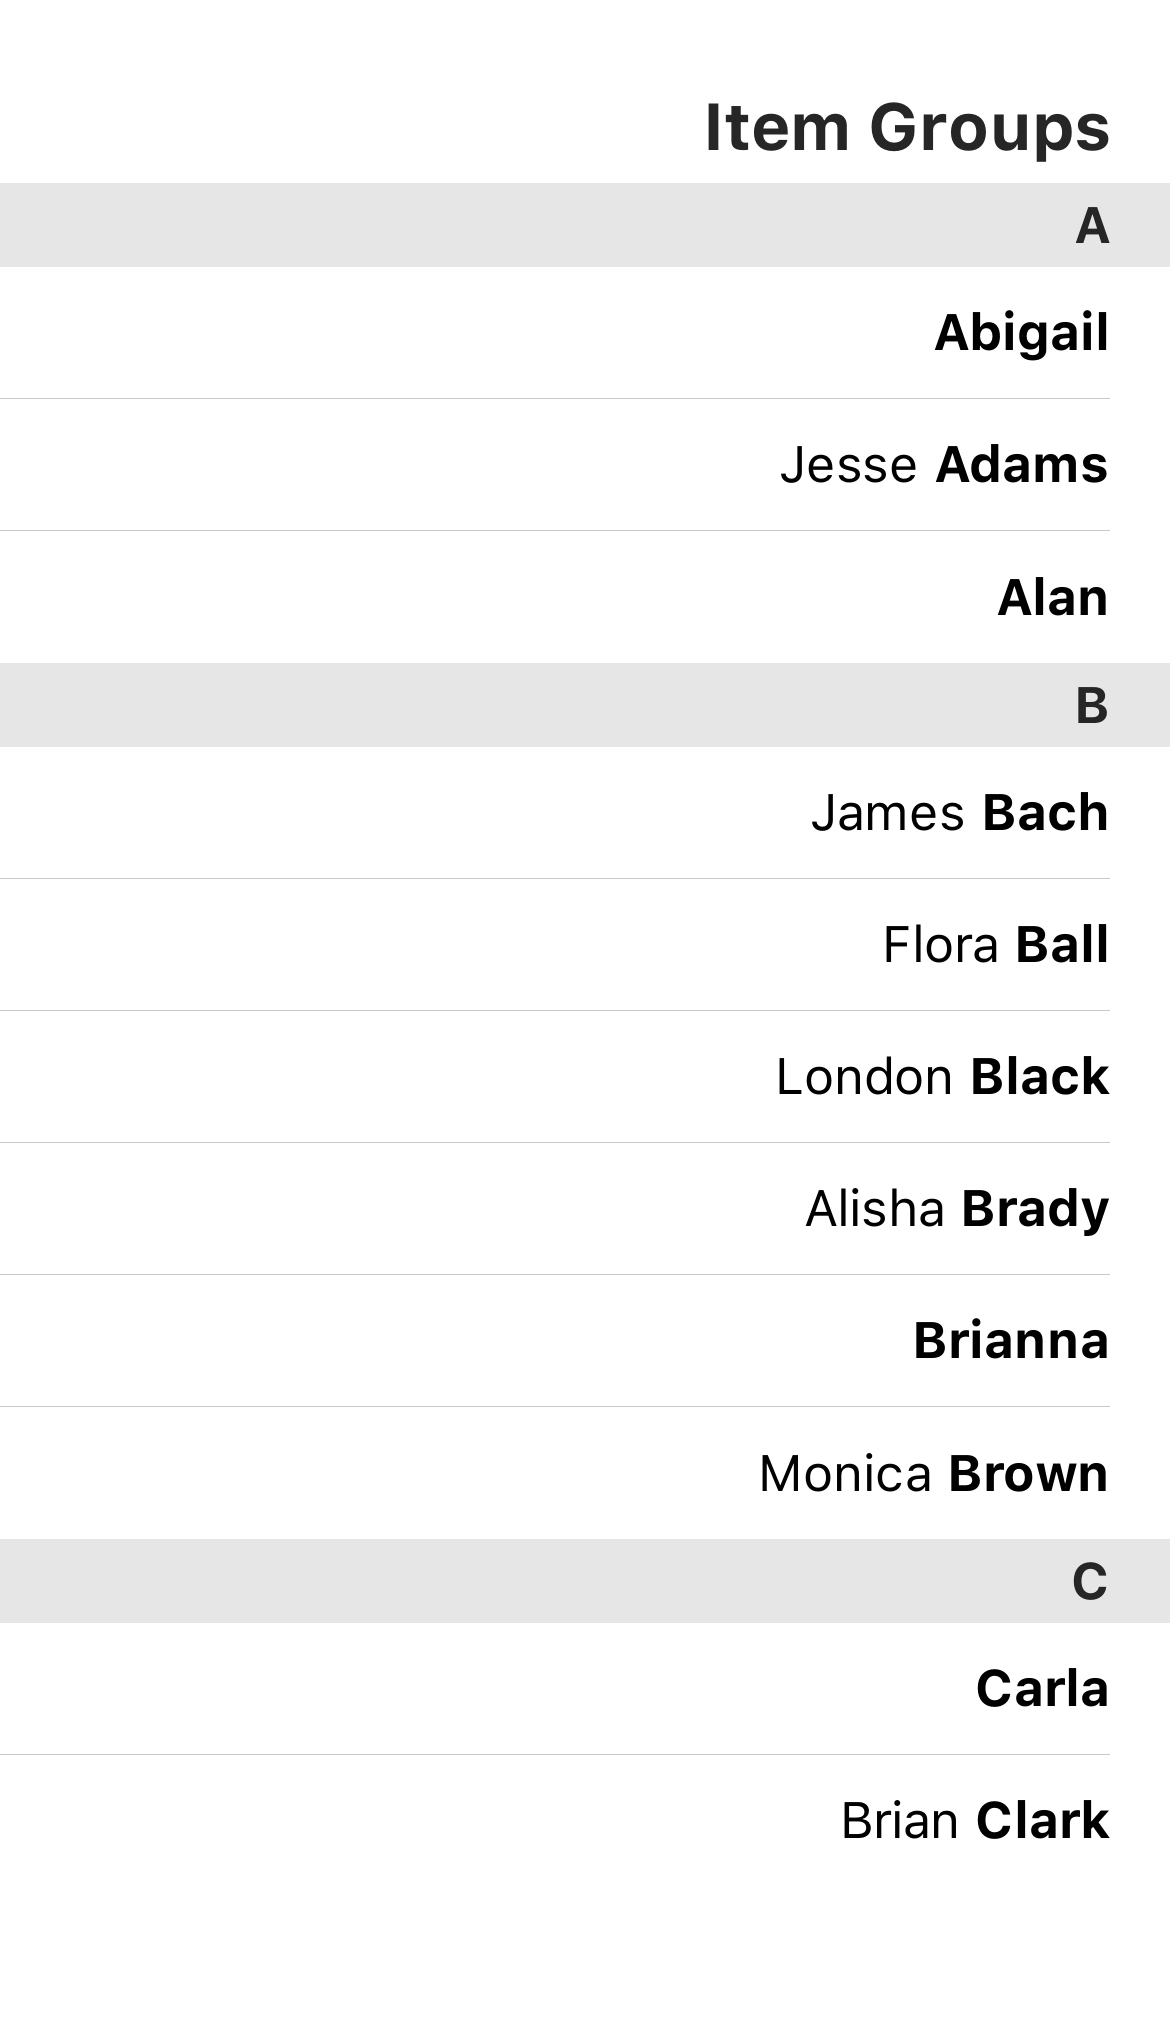 Item Groups
A
Abigail
Jesse Adams
Alan
B
James Bach
Flora Ball
London Black
Alisha Brady
Brianna
Monica Brown
C
Carla
Brian Clark